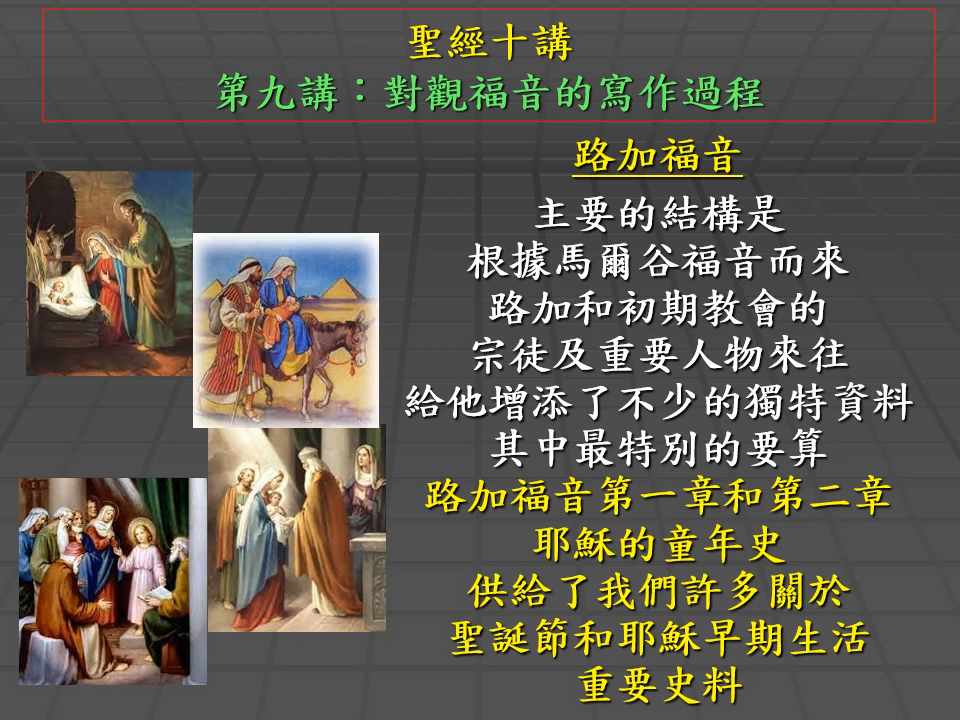 聖經十講
第九講：對觀福音的寫作過程
路加福音
主要的結構是
根據馬爾谷福音而來
路加和初期教會的
宗徒及重要人物來往
給他增添了不少的獨特資料
其中最特別的要算
路加福音第一章和第二章
耶穌的童年史
供給了我們許多關於
聖誕節和耶穌早期生活
重要史料